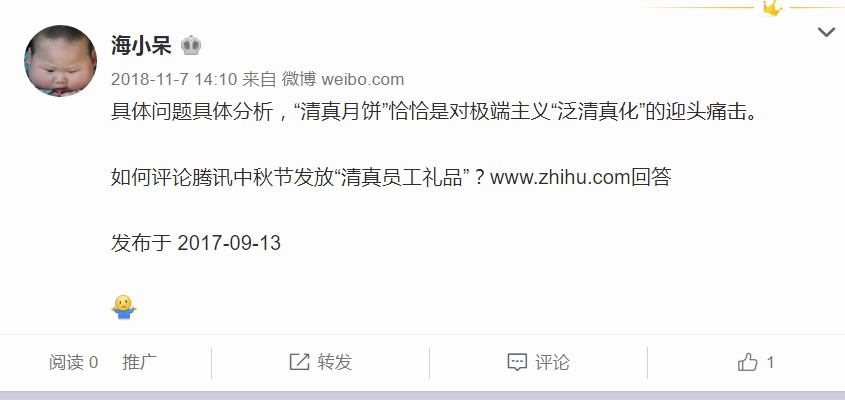 海小呆
2018-11-7 14:10 来自 微博 weibo.com
具体问题具体分析，“清真月饼”恰恰是对极端主义“泛清真化”的迎头痛击。
如何评论腾讯中秋节发放“清真员工礼品”？www.zhihu.com回答
发布于 2017-09-13
阅读 0 推广 转发 评论 1